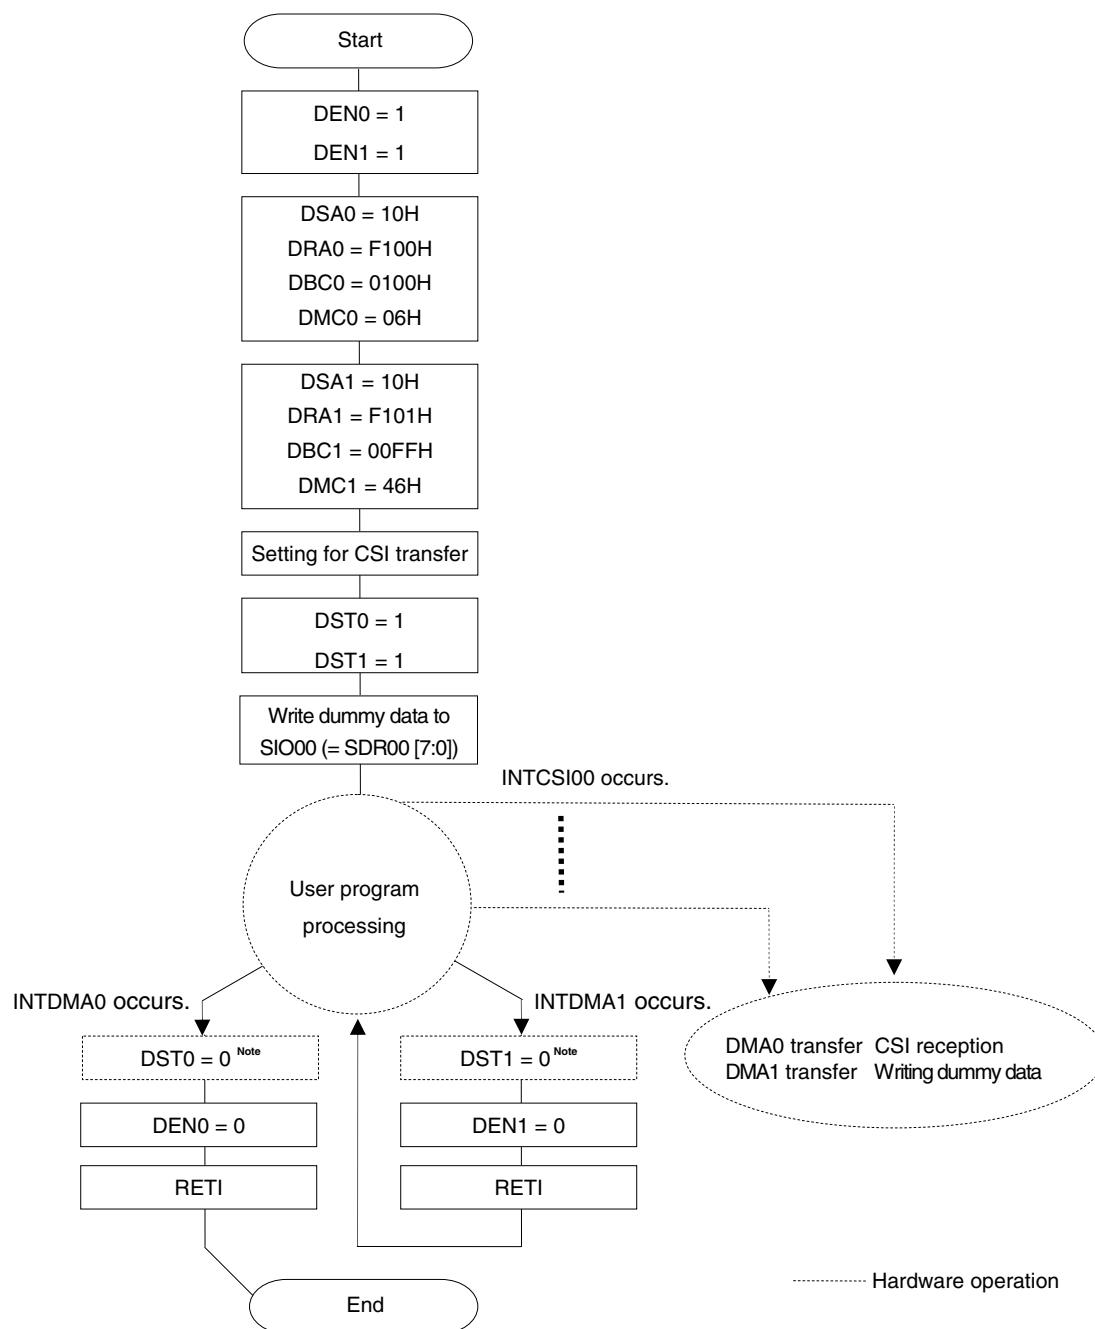 Start
DEN0 = 1
DEN1 = 1
DSA0 = 10H
DRA0 = F100H
DBC0 = 0100H
DMC0 = 06H
DSA1 = 10H
DRA1 = F101H
DBC1 = 00FFH
DMC1 = 46H
Setting for CSI transfer
DST0 = 1
DST1 = 1
Write dummy data to
SIO00 (= SDR00 [7:0])
INTCSI00 occurs.
User program
processing
INTDMA0 occurs.
INTDMA1 occurs.
DMA0 transfer CSI reception
DMA1 transfer Writing dummy data
DST0 = 0 Note
DST1 = 0 Note
DEN0 = 0
DEN1 = 0
RETI
RETI
Hardware operation
End